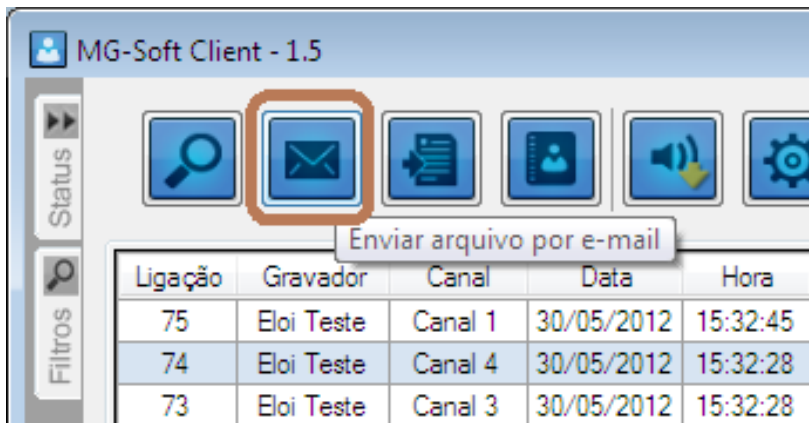 MG-Soft Client - 1.5
Status
Filtros
Enviar arquivo por e-mail
Ligação Gravador Canal Data Hora
75 Eloi Teste Canal 1 30/05/2012 15:32:45
74 Eloi Teste Canal 4 30/05/2012 15:32:28
73 Eloi Teste Canal 3 30/05/2012 15:32:28